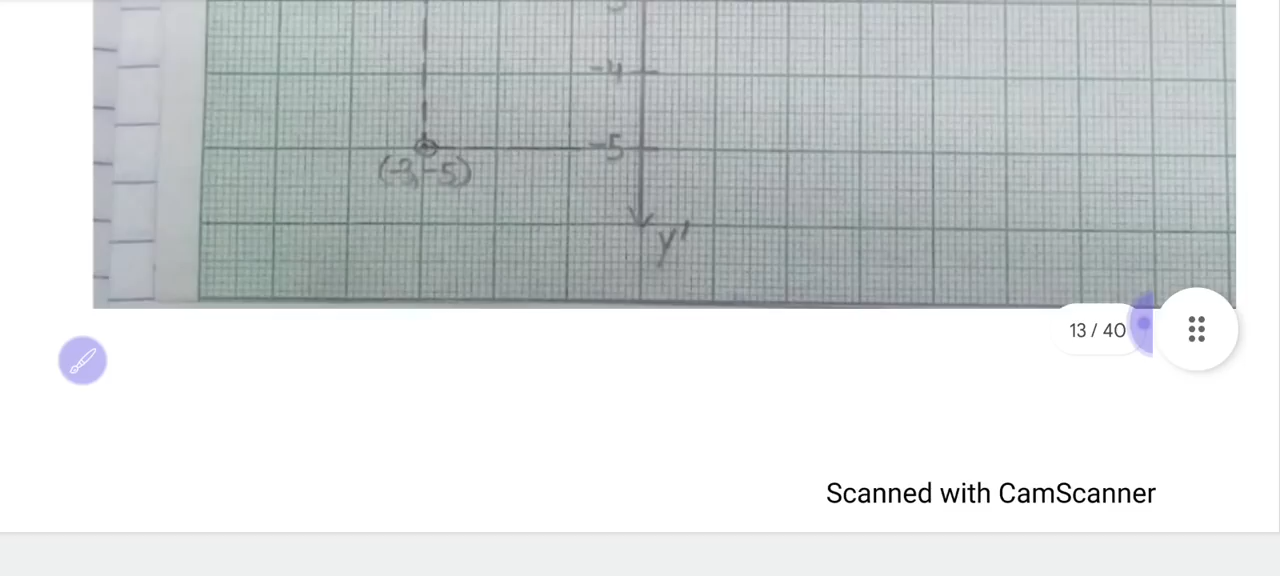 -4
-5
(-3,-5)
y'
13 / 40
Scanned with CamScanner